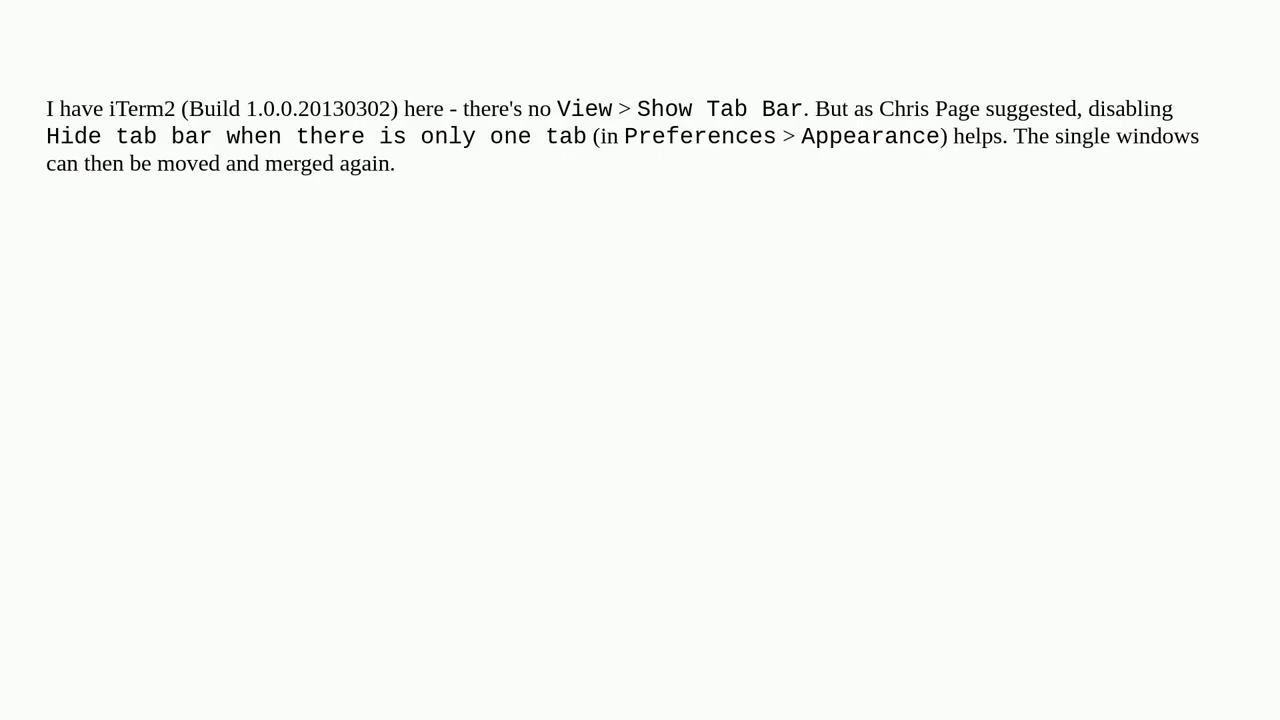 I have iTerm2 (Build 1.0.0.20130302) here - there's no View > Show Tab Bar. But as Chris Page suggested, disabling
Hide tab bar when there is only one tab (in Preferences > Appearance) helps. The single windows
can then be moved and merged again.